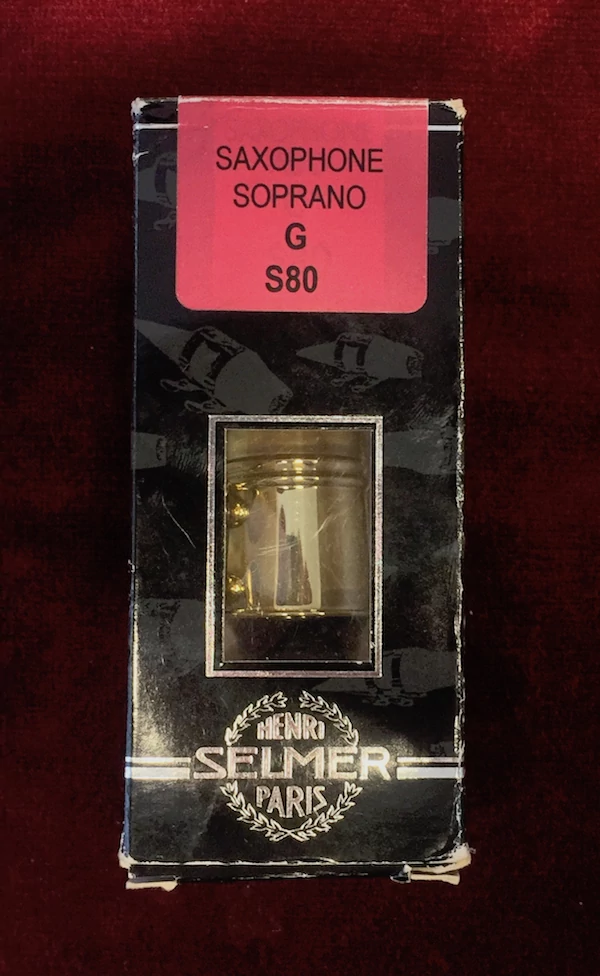 SAXOPHONE
SOPRANO
G
S80
HENRI
SELMER
PARIS